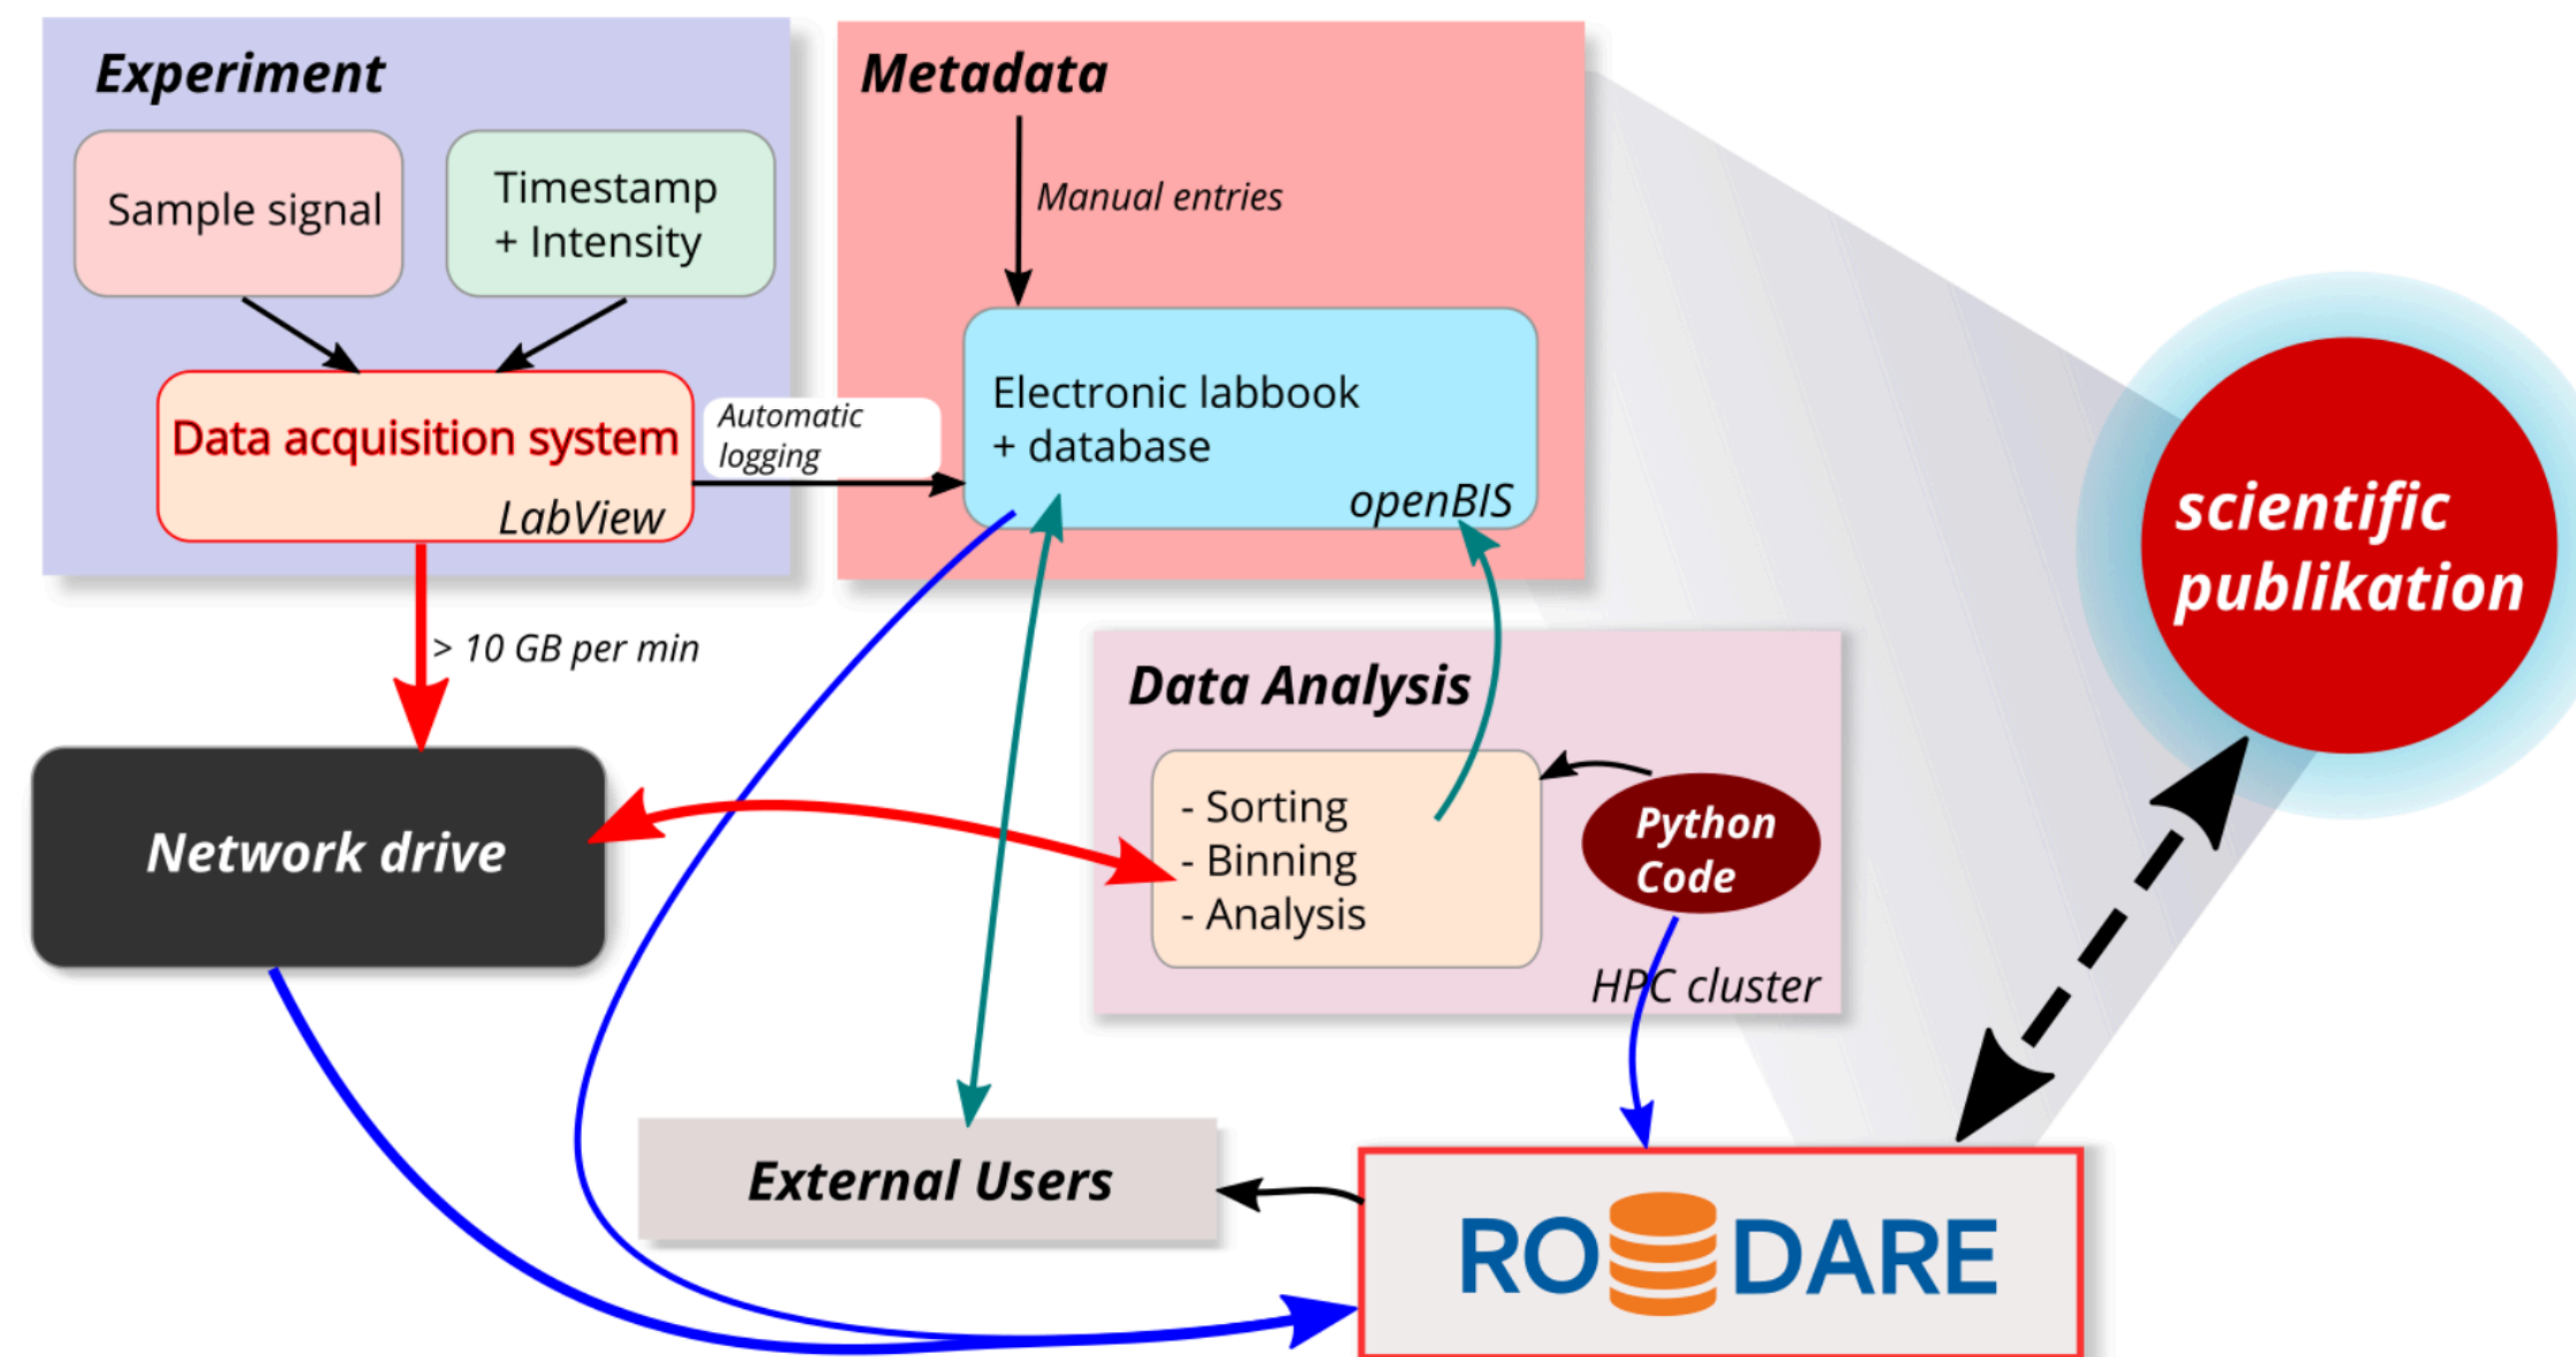 Experiment
Sample signal
Timestamp
+ Intensity
Data acquisition system
LabView
Automatic
logging
Metadata
Manual entries
Electronic labbook
+ database
openBIS
> 10 GB per min
Network drive
Data Analysis
- Sorting
- Binning
- Analysis
Python
Code
HPC cluster
External Users
RODARE
scientific
publikation